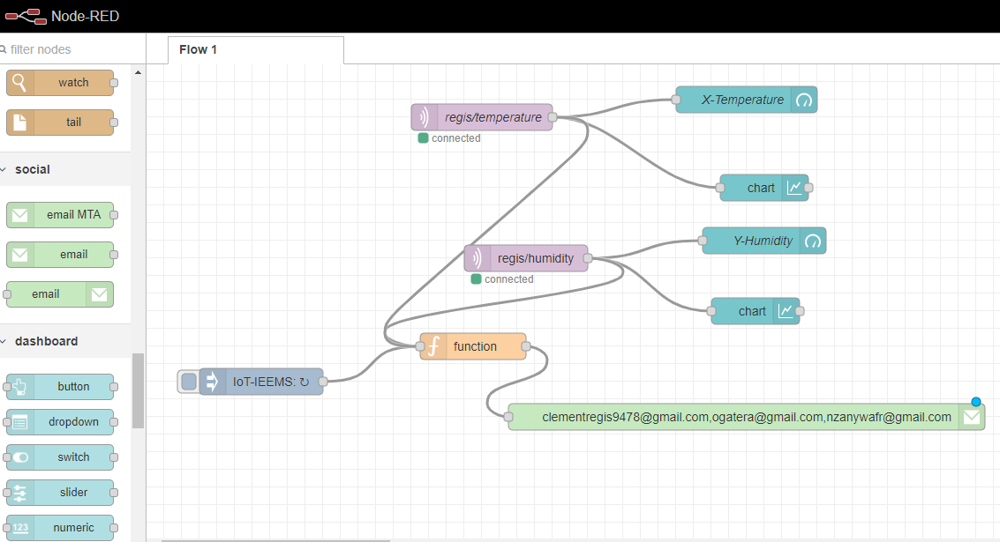 Node-RED
filter nodes
Flow 1
watch
tail
social
email MTA
email
email
dashboard
button
dropdown
switch
slider
123 numeric
regis/temperature
connected
X-Temperature
chart
regis/humidity
connected
Y-Humidity
chart
f function
IoT-IEEMS: ↻
clementregis9478@gmail.com,ogatera@gmail.com,nzanywafr@gmail.com